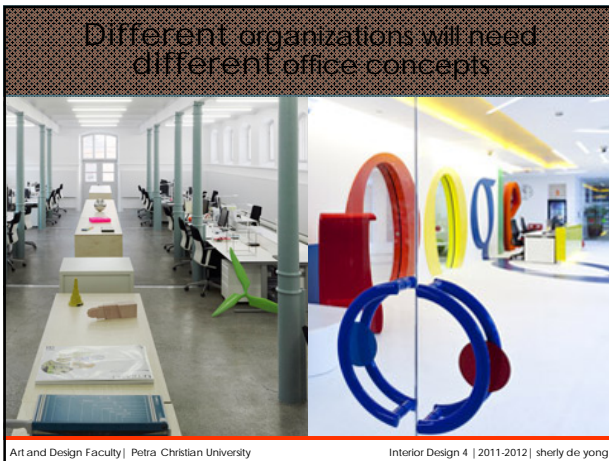 Different organizations will need
different office concepts
Google
Art and Design Faculty| Petra Christian University
Interior Design 4 | 2011-2012| sherly de yong